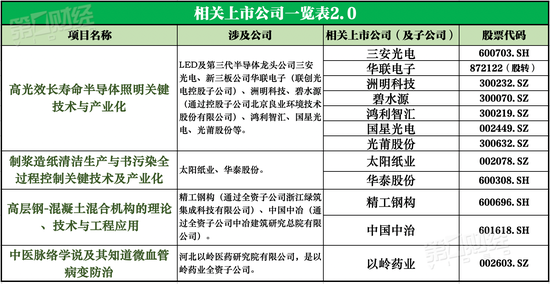 第一财经
相关上市公司一览表2.0
项目名称 涉及公司 相关上市公司（及子公司） 股票代码
高光效长寿命半导体照明关键
技术与产业化
LED及第三代半导体龙头公司三安
光电、新三板公司华联电子（联创光
电控股子公司）、洲明科技、碧水源
（通过控股子公司北京良业环境技术
股份有限公司）、鸿利智汇、国星光
电、光莆股份等。
三安光电 600703.SH
华联电子 872122（股转）
洲明科技 300232.SZ
碧水源 300070.SZ
鸿利智汇 300219.SZ
国星光电 002449.SZ
光莆股份 300632.SZ
制浆造纸清洁生产与书污染全
过程控制关键技术及产业化
太阳纸业、华泰股份。
太阳纸业 002078.SZ
华泰股份 600308.SH
高层钢-混凝土混合机构的理论
、技术与工程应用
精工钢构（通过全资子公司浙江绿筑
集成科技有限公司）、中国中冶（通
过全资子公司中冶建筑研究总院有限
公司）。
精工钢构 600696.SH
中国中冶 601618.SH
中医脉络学说及其知道微血管
病变防治
河北以岭医药研究院有限公司，是以
岭药业全资子公司。
以岭药业 002603.SZ
第一财经